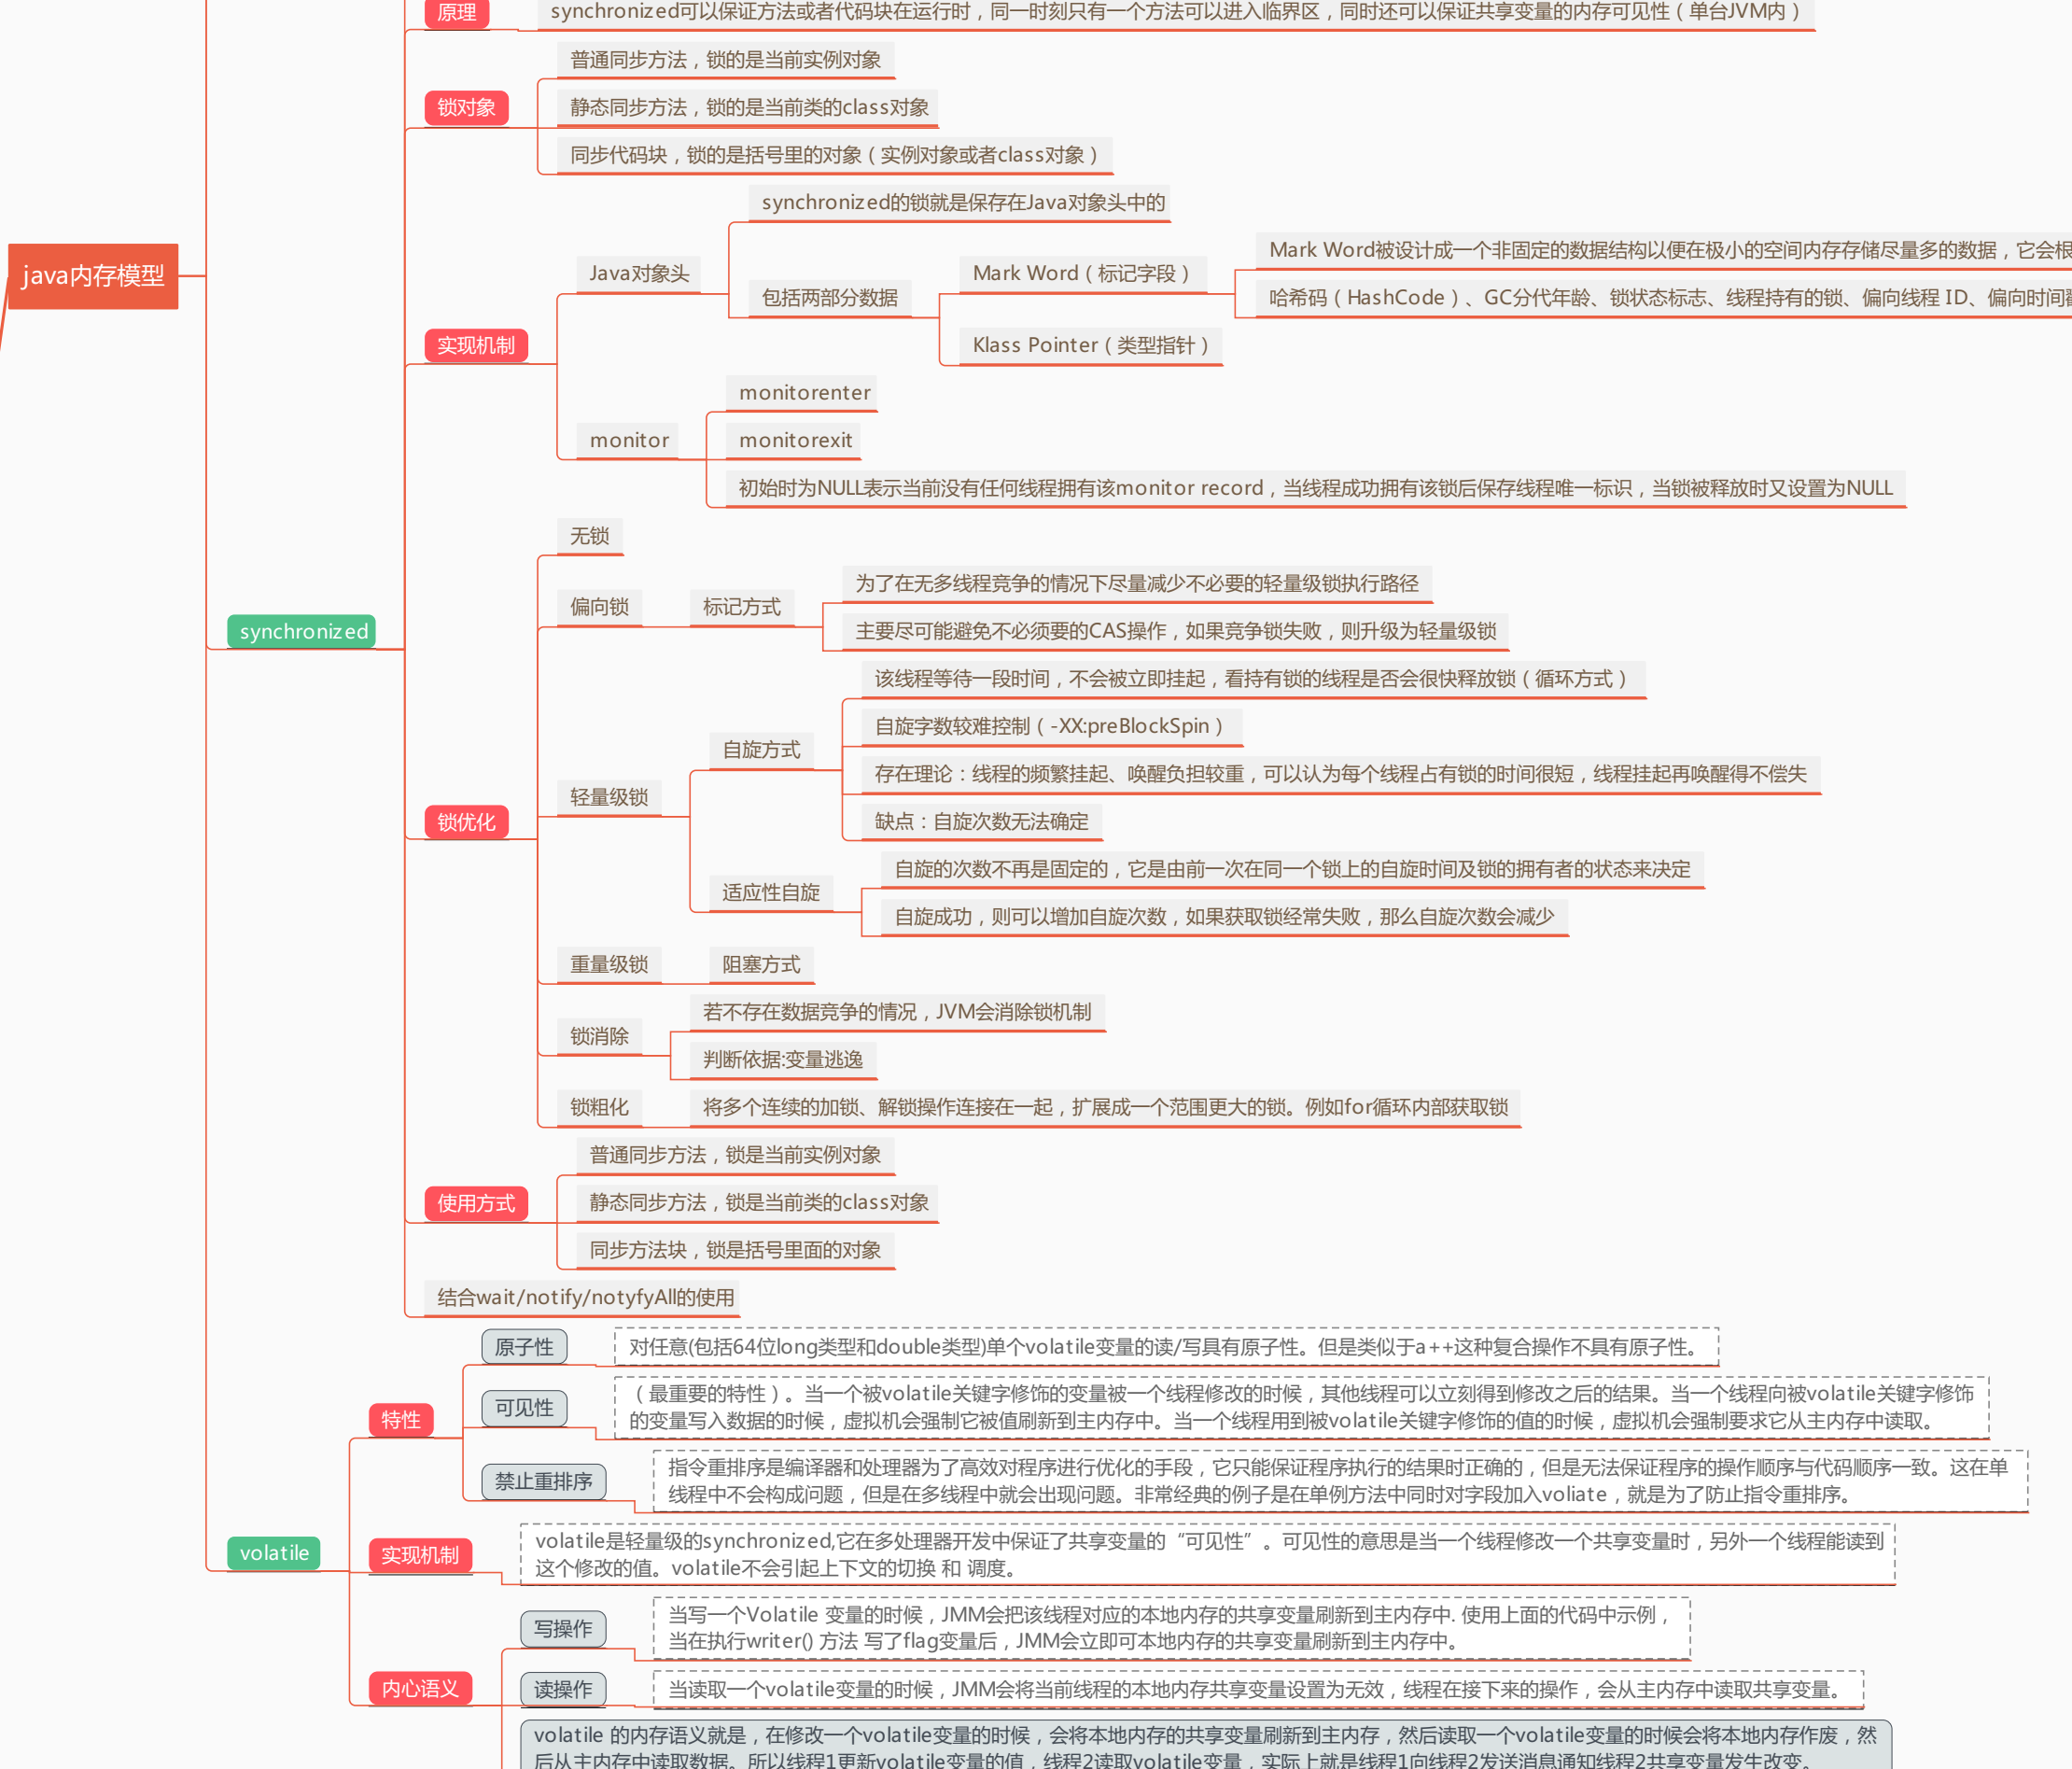 原理
synchronized可以保证方法或者代码块在运行时，同一时刻只有一个方法可以进入临界区，同时还可以保证共享变量的内存可见性（单台JVM内）
锁对象
普通同步方法，锁的是当前实例对象
静态同步方法，锁的是当前类的class对象
同步代码块，锁的是括号里的对象（实例对象或者class对象）
java内存模型
synchronized
实现机制
Java对象头
synchronized的锁就是保存在Java对象头中的
包括两部分数据
Mark Word（标记字段）
Mark Word被设计成一个非固定的数据结构以便在极小的空间内存存储尽量多的数据，它会根
哈希码（HashCode）、GC分代年龄、锁状态标志、线程持有的锁、偏向线程 ID、偏向时间戳
Klass Pointer（类型指针）
monitor
monitorenter
monitorexit
初始时为NULL表示当前没有任何线程拥有该monitor record，当线程成功拥有该锁后保存线程唯一标识，当锁被释放时又设置为NULL
锁优化
无锁
偏向锁
标记方式
为了在无多线程竞争的情况下尽量减少不必要的轻量级锁执行路径
主要尽可能避免不必须要的CAS操作，如果竞争锁失败，则升级为轻量级锁
轻量级锁
自旋方式
该线程等待一段时间，不会被立即挂起，看持有锁的线程是否会很快释放锁（循环方式）
自旋字数较难控制（-XX:preBlockSpin）
存在理论：线程的频繁挂起、唤醒负担较重，可以认为每个线程占有锁的时间很短，线程挂起再唤醒得不偿失
缺点：自旋次数无法确定
适应性自旋
自旋的次数不再是固定的，它是由前一次在同一个锁上的自旋时间及锁的拥有者的状态来决定
自旋成功，则可以增加自旋次数，如果获取锁经常失败，那么自旋次数会减少
重量级锁
阻塞方式
锁消除
若不存在数据竞争的情况，JVM会消除锁机制
判断依据:变量逃逸
锁粗化
将多个连续的加锁、解锁操作连接在一起，扩展成一个范围更大的锁。例如for循环内部获取锁
使用方式
普通同步方法，锁是当前实例对象
静态同步方法，锁是当前类的class对象
同步方法块，锁是括号里面的对象
结合wait/notify/notyfyAll的使用
volatile
特性
原子性
对任意(包括64位long类型和double类型)单个volatile变量的读/写具有原子性。但是类似于a++这种复合操作不具有原子性。
可见性
（最重要的特性）。当一个被volatile关键字修饰的变量被一个线程修改的时候，其他线程可以立刻得到修改之后的结果。当一个线程向被volatile关键字修饰
的变量写入数据的时候，虚拟机会强制它被值刷新到主内存中。当一个线程用到被volatile关键字修饰的值的时候，虚拟机会强制要求它从主内存中读取。
禁止重排序
指令重排序是编译器和处理器为了高效对程序进行优化的手段，它只能保证程序执行的结果时正确的，但是无法保证程序的操作顺序与代码顺序一致。这在单
线程中不会构成问题，但是在多线程中就会出现问题。非常经典的例子是在单例方法中同时对字段加入voliate，就是为了防止指令重排序。
实现机制
volatile是轻量级的synchronized,它在多处理器开发中保证了共享变量的“可见性”。可见性的意思是当一个线程修改一个共享变量时，另外一个线程能读到
这个修改的值。volatile不会引起上下文的切换 和 调度。
内心语义
写操作
当写一个Volatile 变量的时候，JMM会把该线程对应的本地内存的共享变量刷新到主内存中. 使用上面的代码中示例，
当在执行writer() 方法 写了flag变量后，JMM会立即可本地内存的共享变量刷新到主内存中。
读操作
当读取一个volatile变量的时候，JMM会将当前线程的本地内存共享变量设置为无效，线程在接下来的操作，会从主内存中读取共享变量。
volatile 的内存语义就是，在修改一个volatile变量的时候，会将本地内存的共享变量刷新到主内存，然后读取一个volatile变量的时候会将本地内存作废，然
后从主内存中读取数据。所以线程1更新volatile变量的值，线程2读取volatile变量，实际上就是线程1向线程2发送消息通知线程2共享变量发生改变。